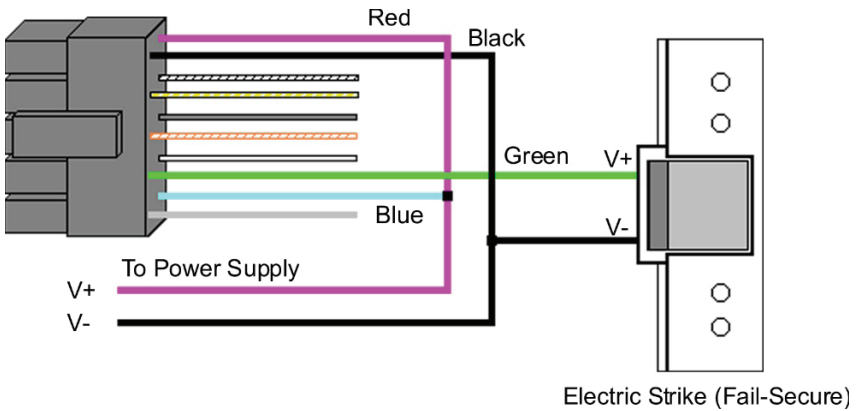 Red
Black
Green
V+
V-
Blue
To Power Supply
V+
V-
Electric Strike (Fail-Secure)